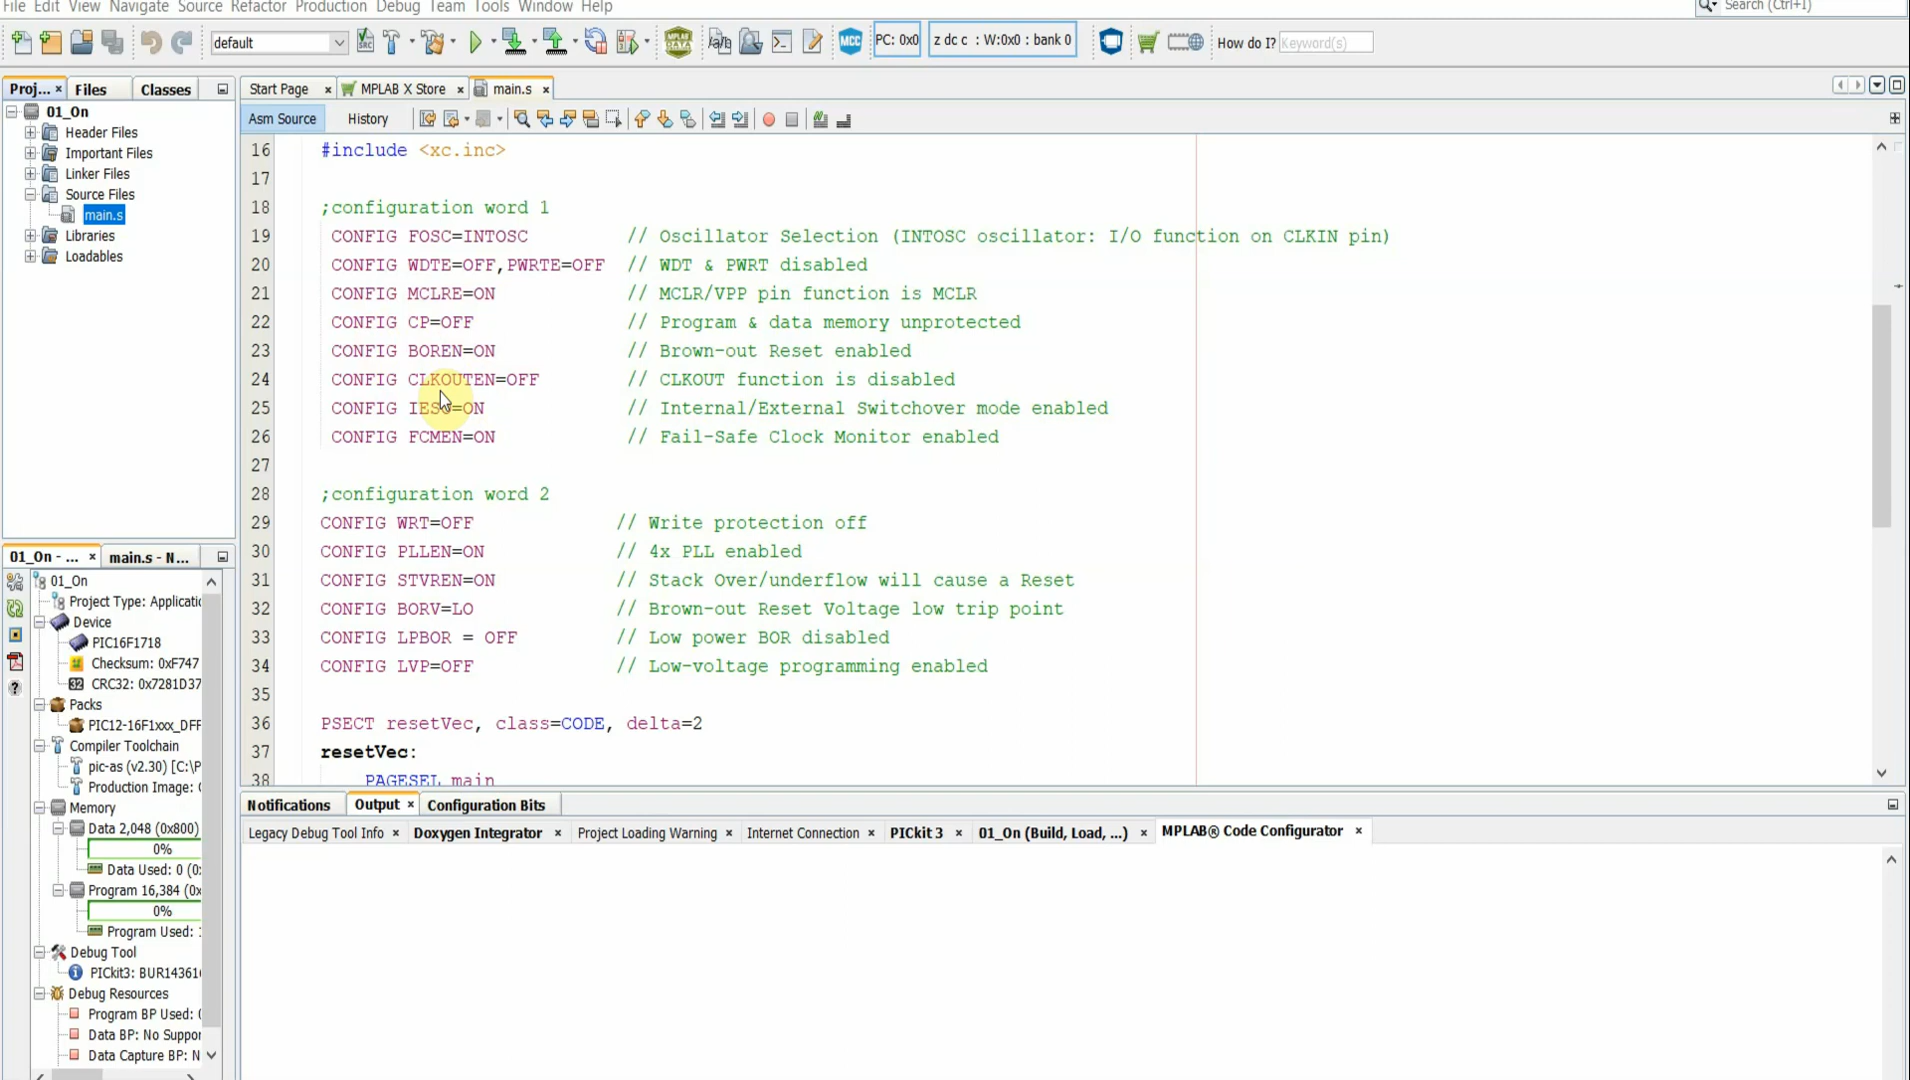 File Edit View Navigate Source Refactor Production Debug Team Tools Window Help
Search (Ctrl+I)
default
PC: 0x0
z dc c : W:0x0 : bank 0
How do I? Keyword(s)
Proj... Files Classes
Start Page MPLAB X Store main.s
Asm Source History
01_On
Header Files
Important Files
Linker Files
Source Files
main.s
Libraries
Loadables
16 #include <xc.inc>
17
18 ;configuration word 1
19 CONFIG FOSC=INTOSC // Oscillator Selection (INTOSC oscillator: I/O function on CLKIN pin)
20 CONFIG WDTE=OFF,PWRTE=OFF // WDT & PWRT disabled
21 CONFIG MCLRE=ON // MCLR/VPP pin function is MCLR
22 CONFIG CP=OFF // Program & data memory unprotected
23 CONFIG BOREN=ON // Brown-out Reset enabled
24 CONFIG CLKOUTEN=OFF // CLKOUT function is disabled
25 CONFIG IESO=ON // Internal/External Switchover mode enabled
26 CONFIG FCMEN=ON // Fail-Safe Clock Monitor enabled
27
28 ;configuration word 2
29 CONFIG WRT=OFF // Write protection off
30 CONFIG PLLEN=ON // 4x PLL enabled
31 CONFIG STVREN=ON // Stack Over/underflow will cause a Reset
32 CONFIG BORV=LO // Brown-out Reset Voltage low trip point
33 CONFIG LPBOR = OFF // Low power BOR disabled
34 CONFIG LVP=OFF // Low-voltage programming enabled
35
36 PSECT resetVec, class=CODE, delta=2
37 resetVec:
38 PAGESEL main
01_On - ... main.s - N...
01_On
Project Type: Applicati
Device
PIC16F1718
Checksum: 0xF747
CRC32: 0x7281D37
Packs
PIC12-16F1xxx_DFF
Compiler Toolchain
pic-as (v2.30) [C:\P
Production Image: 
Memory
Data 2,048 (0x800)
0%
Data Used: 0 (0x
Program 16,384 (0x
0%
Program Used:
Debug Tool
PICkit3: BUR14361
Debug Resources
Program BP Used: 
Data BP: No Suppor
Data Capture BP: N
Notifications Output Configuration Bits
Legacy Debug Tool Info Doxygen Integrator Project Loading Warning Internet Connection PICkit 3 01_On (Build, Load, ...) MPLAB® Code Configurator